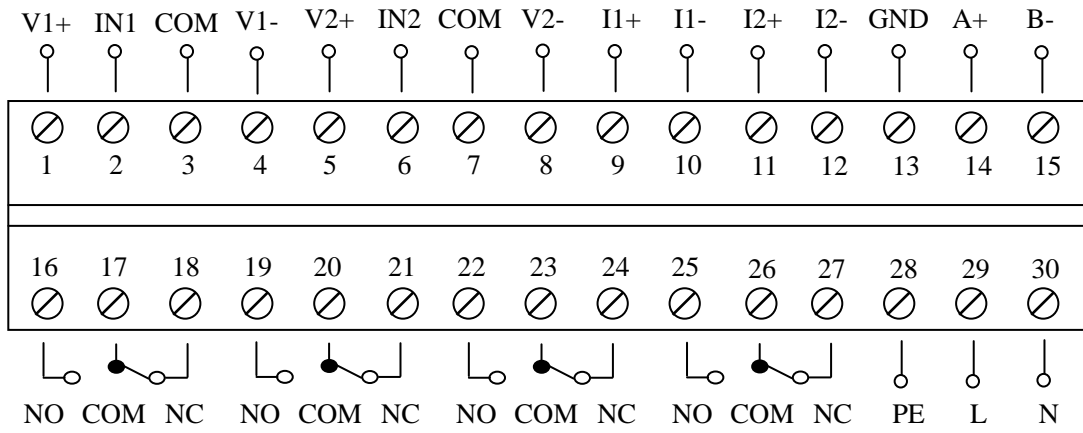 V1+ IN1 COM V1- V2+ IN2 COM V2- I1+ I1- I2+ I2- GND A+ B-
1 2 3 4 5 6 7 8 9 10 11 12 13 14 15
16 17 18 19 20 21 22 23 24 25 26 27 28 29 30
NO COM NC NO COM NC NO COM NC NO COM NC PE L N